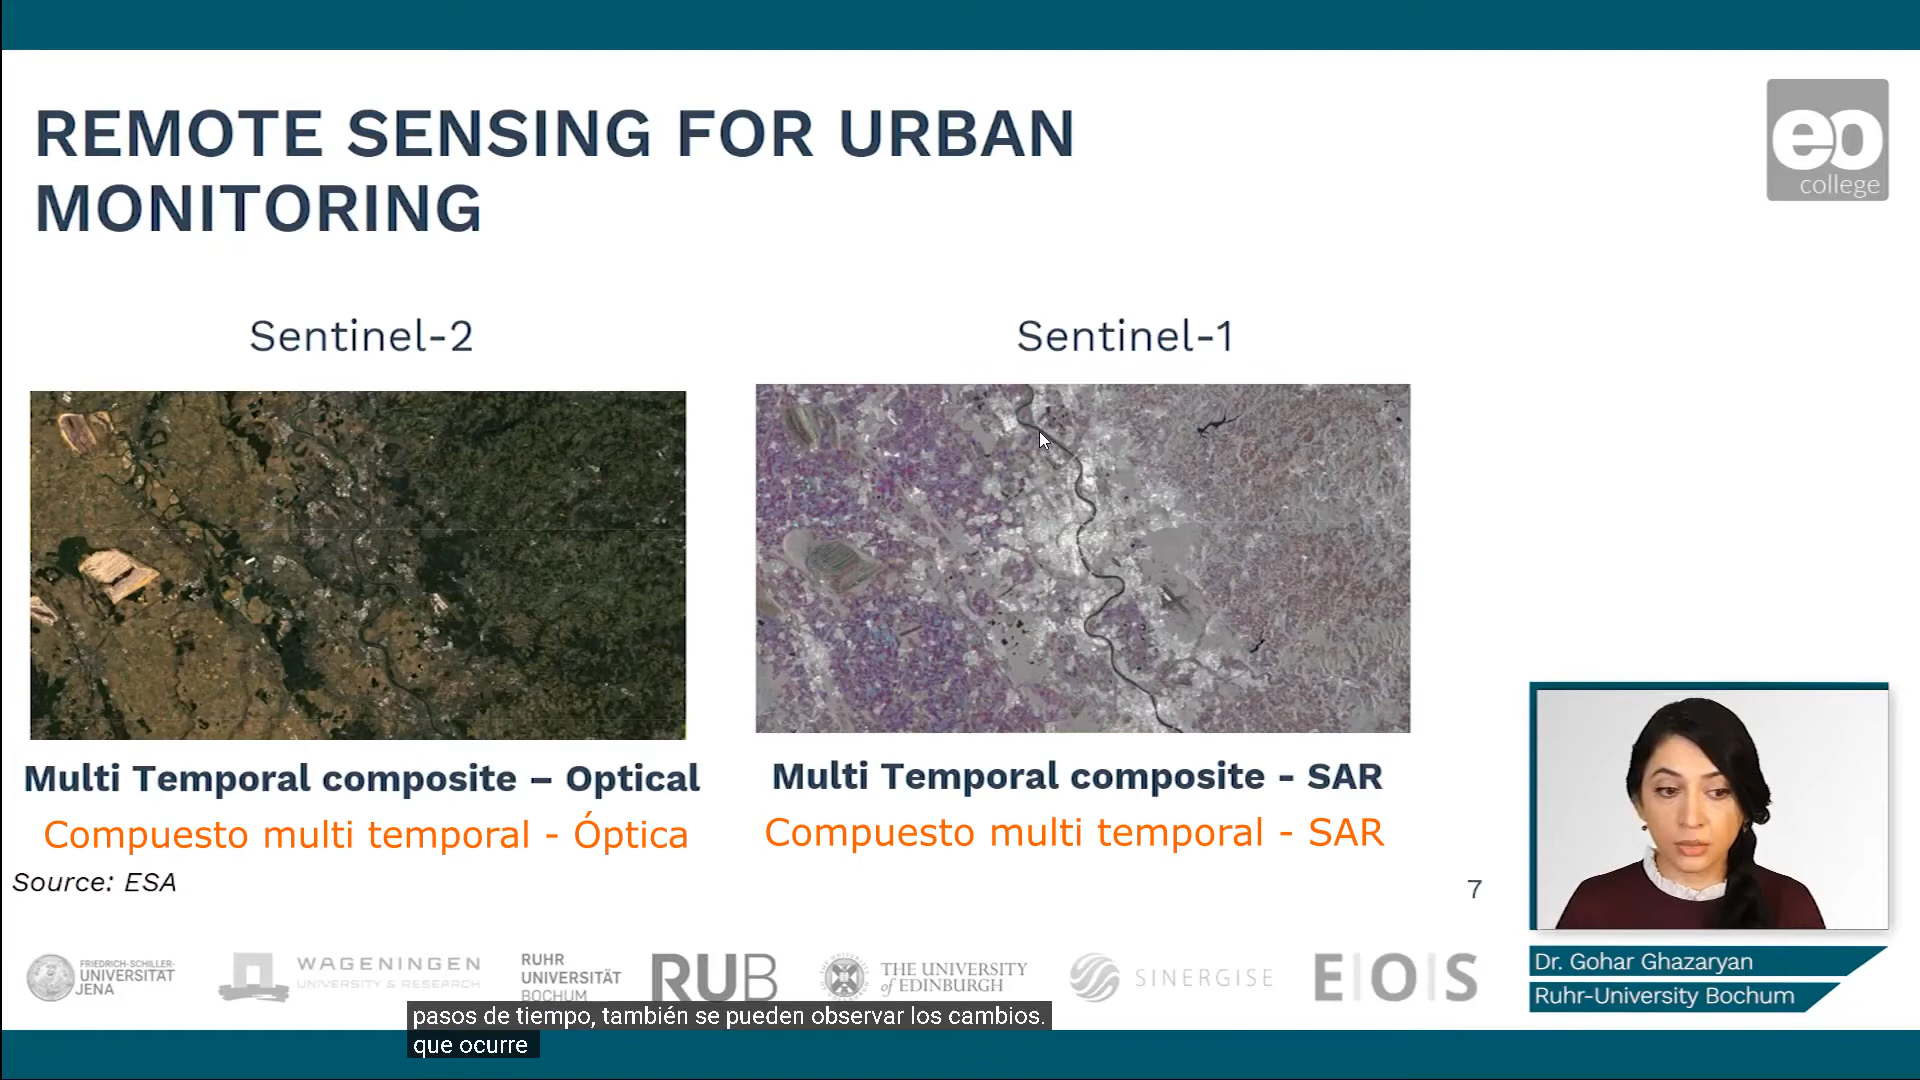 REMOTE SENSING FOR URBAN
MONITORING
eo
college
Sentinel-2
Sentinel-1
Multi Temporal composite – Optical
Multi Temporal composite - SAR
Compuesto multi temporal - Óptica
Compuesto multi temporal - SAR
Source: ESA
7
Dr. Gohar Ghazaryan
Ruhr-University Bochum
FRIEDRICH-SCHILLER-
UNIVERSITÄT
JENA
WAGENINGEN
UNIVERSITY & RESEARCH
RUHR
UNIVERSITÄT
BOCHUM
RUB
THE UNIVERSITY
of EDINBURGH
SINERGISE
E|O|S
pasos de tiempo, también se pueden observar los cambios.
que ocurre